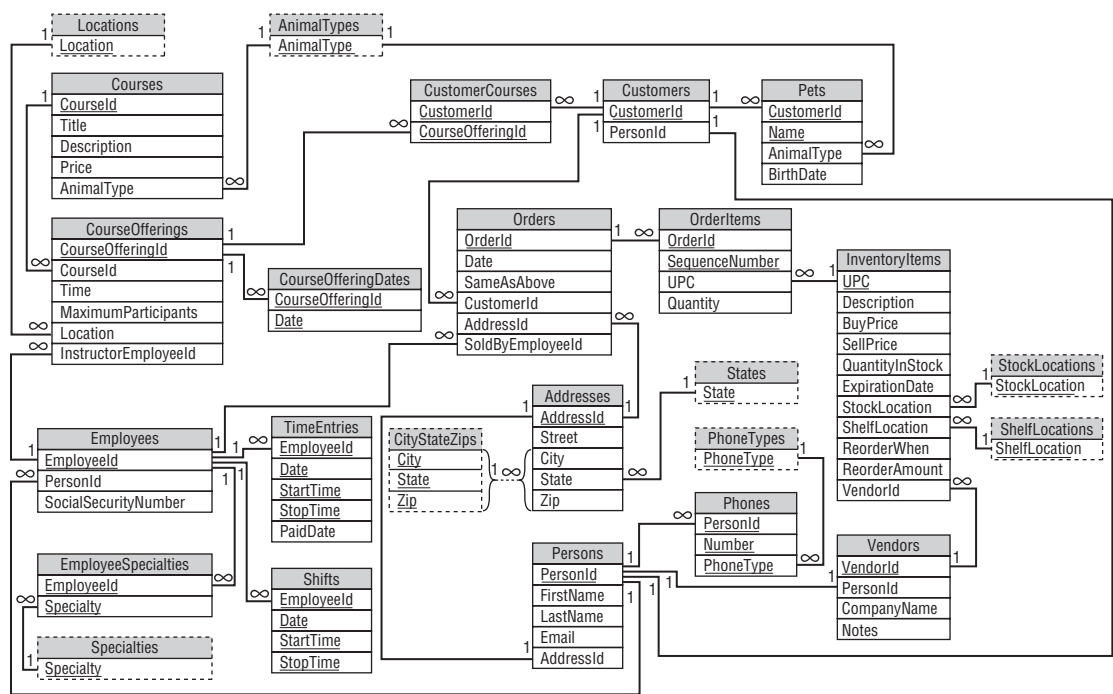 Locations
Location
AnimalTypes
AnimalType
Courses
CourseId
Title
Description
Price
AnimalType
CustomerCourses
CustomerId
CourseOfferingId
Customers
CustomerId
PersonId
Pets
CustomerId
Name
AnimalType
BirthDate
CourseOfferings
CourseOfferingId
CourseId
Time
MaximumParticipants
Location
InstructorEmployeeId
CourseOfferingDates
CourseOfferingId
Date
Orders
OrderId
Date
SameAsAbove
CustomerId
AddressId
SoldByEmployeeId
OrderItems
OrderId
SequenceNumber
UPC
Quantity
InventoryItems
UPC
Description
BuyPrice
SellPrice
QuantityInStock
ExpirationDate
StockLocation
ShelfLocation
ReorderWhen
ReorderAmount
VendorId
StockLocations
StockLocation
ShelfLocations
ShelfLocation
Employees
EmployeeId
PersonId
SocialSecurityNumber
TimeEntries
EmployeeId
Date
StartTime
StopTime
PaidDate
CityStateZips
City
State
Zip
Addresses
AddressId
Street
City
State
Zip
States
State
PhoneTypes
PhoneType
Phones
PersonId
Number
PhoneType
Vendors
VendorId
PersonId
CompanyName
Notes
EmployeeSpecialties
EmployeeId
Specialty
Specialties
Specialty
Shifts
EmployeeId
Date
StartTime
StopTime
Persons
PersonId
FirstName
LastName
Email
AddressId